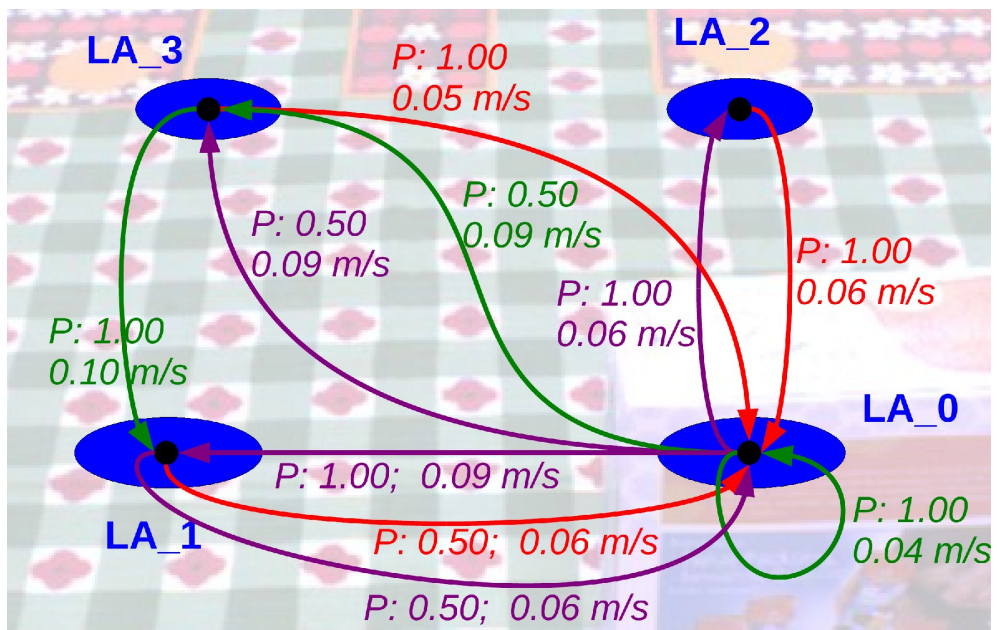 LA_3
LA_2
P: 1.00
0.05 m/s
P: 0.50
0.09 m/s
P: 0.50
0.09 m/s
P: 1.00
0.06 m/s
P: 1.00
0.06 m/s
P: 1.00
0.10 m/s
LA_0
P: 1.00; 0.09 m/s
LA_1
P: 0.50; 0.06 m/s
P: 1.00
0.04 m/s
P: 0.50; 0.06 m/s